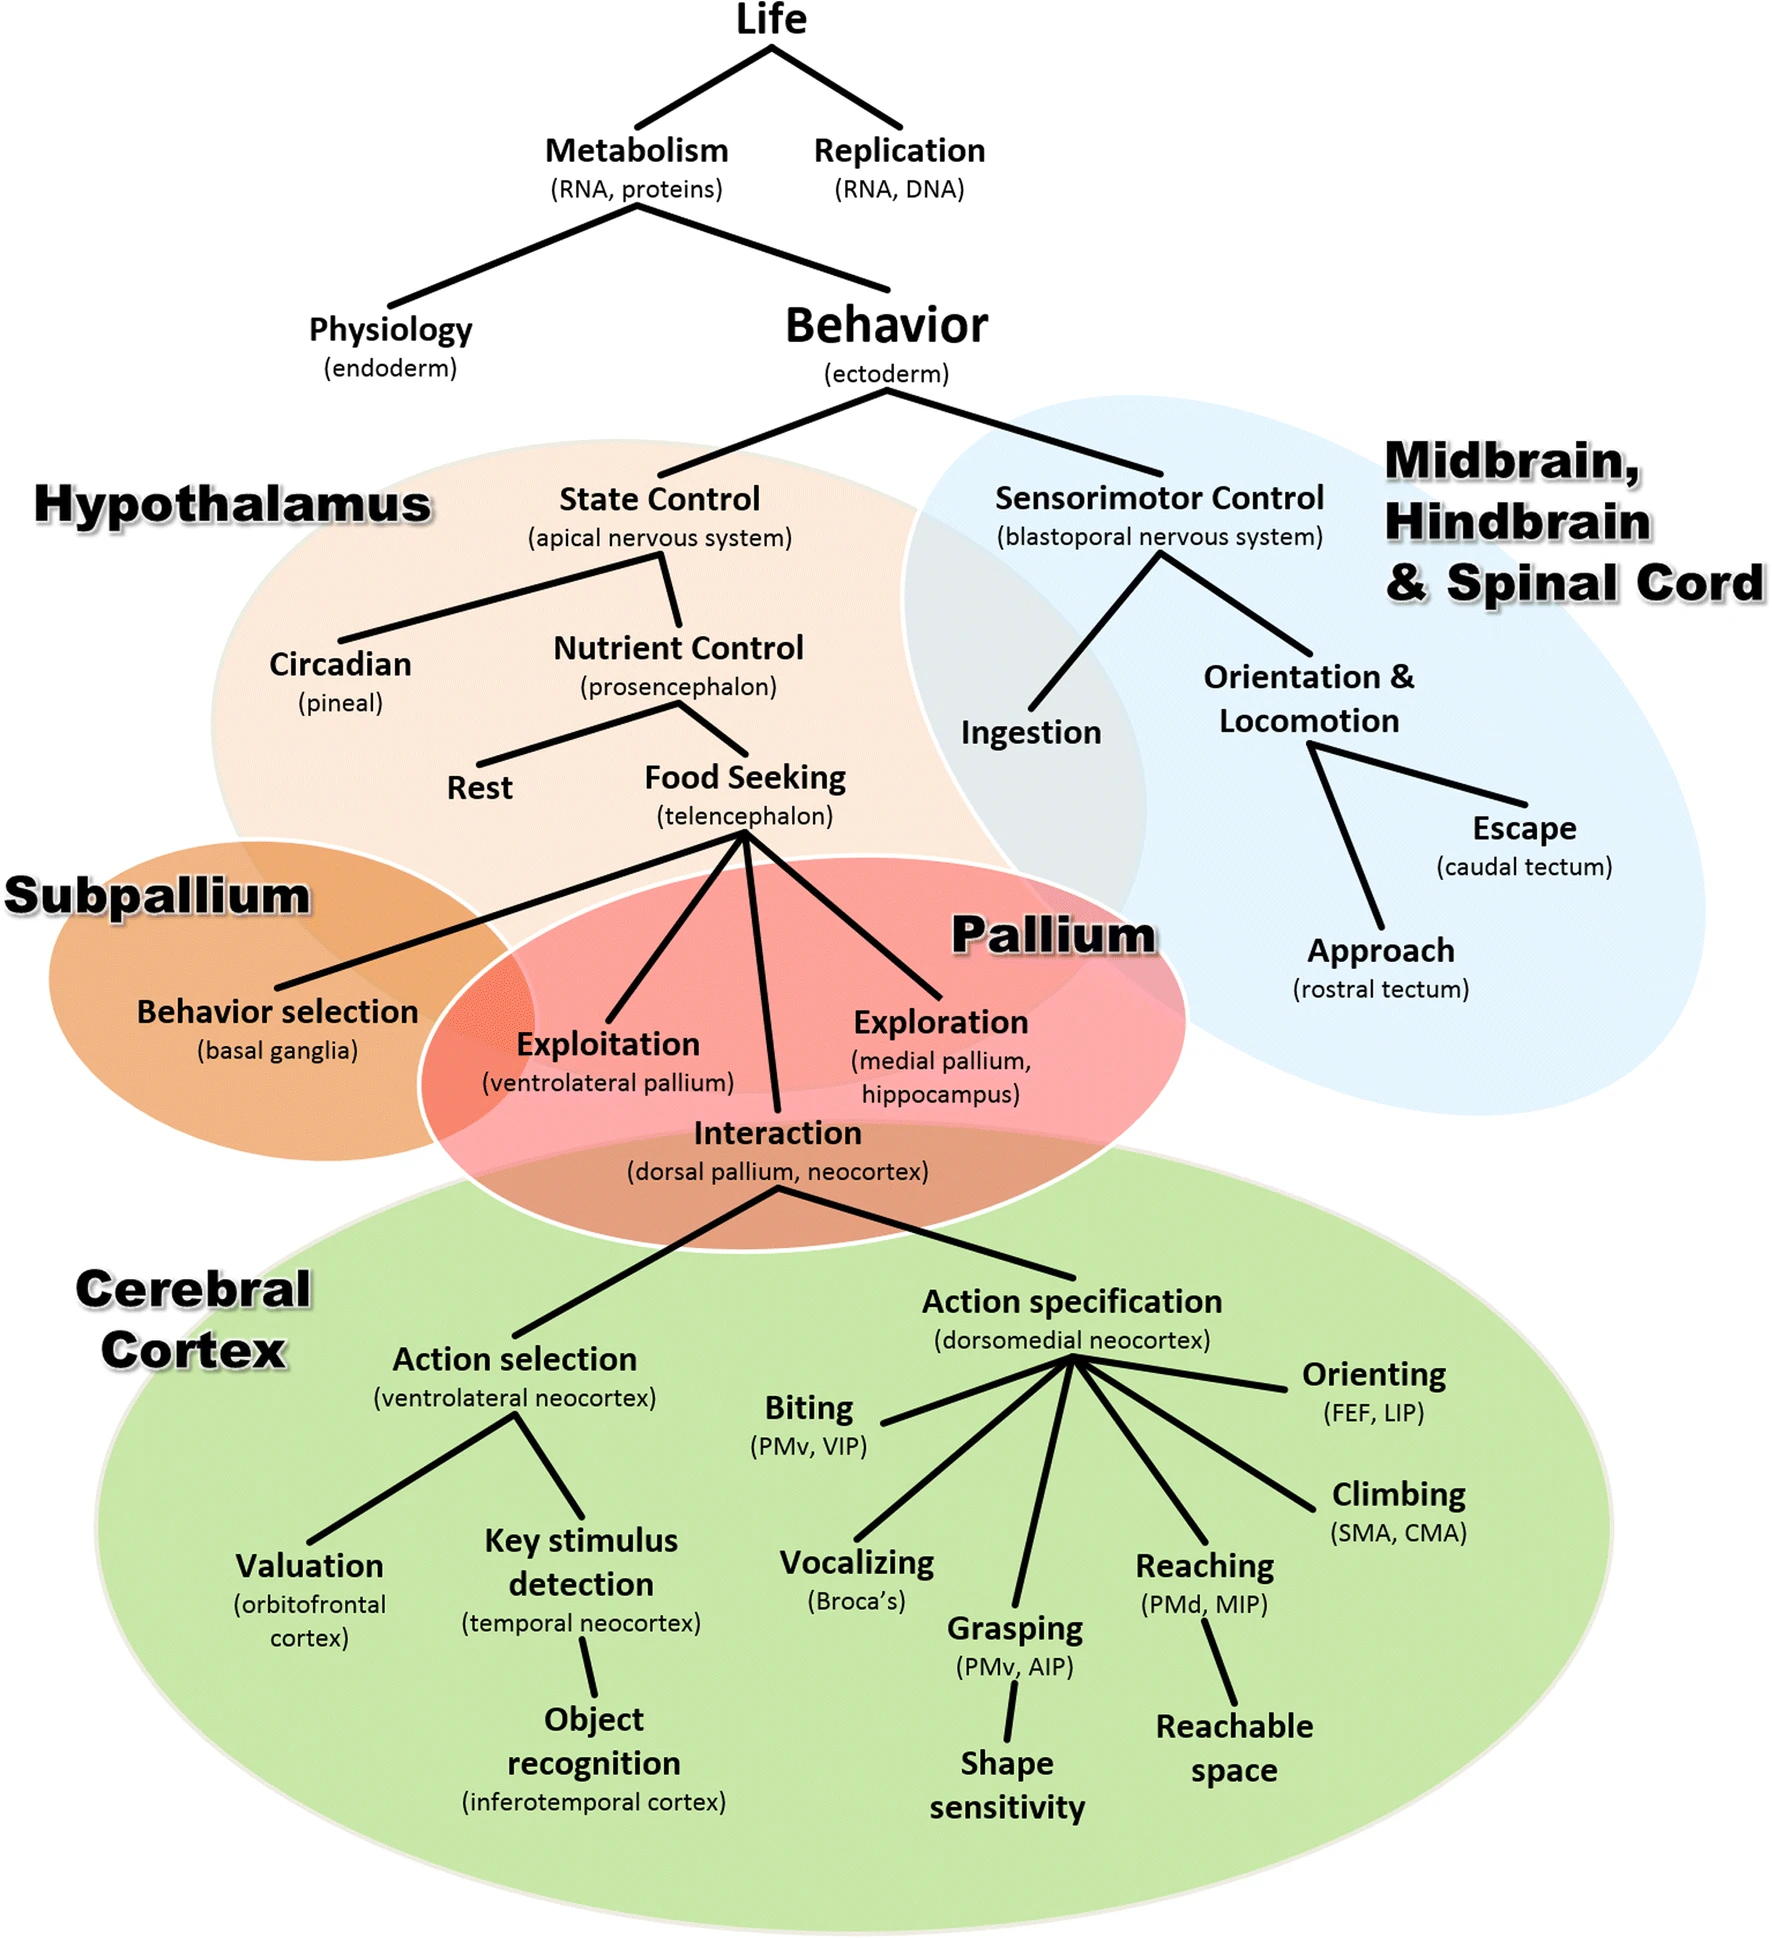 Life
Metabolism
(RNA, proteins)
Replication
(RNA, DNA)
Physiology
(endoderm)
Behavior
(ectoderm)
Hypothalamus
Midbrain,
Hindbrain
& Spinal Cord
State Control
(apical nervous system)
Sensorimotor Control
(blastoporal nervous system)
Circadian
(pineal)
Nutrient Control
(prosencephalon)
Orientation &
Locomotion
Ingestion
Rest
Food Seeking
(telencephalon)
Escape
(caudal tectum)
Subpallium
Pallium
Approach
(rostral tectum)
Behavior selection
(basal ganglia)
Exploitation
(ventrolateral pallium)
Exploration
(medial pallium,
hippocampus)
Interaction
(dorsal pallium, neocortex)
Cerebral
Cortex
Action selection
(ventrolateral neocortex)
Action specification
(dorsomedial neocortex)
Biting
(PMv, VIP)
Orienting
(FEF, LIP)
Climbing
(SMA, CMA)
Valuation
(orbitofrontal
cortex)
Key stimulus
detection
(temporal neocortex)
Vocalizing
(Broca’s)
Grasping
(PMv, AIP)
Reaching
(PMd, MIP)
Object
recognition
(inferotemporal cortex)
Shape
sensitivity
Reachable
space